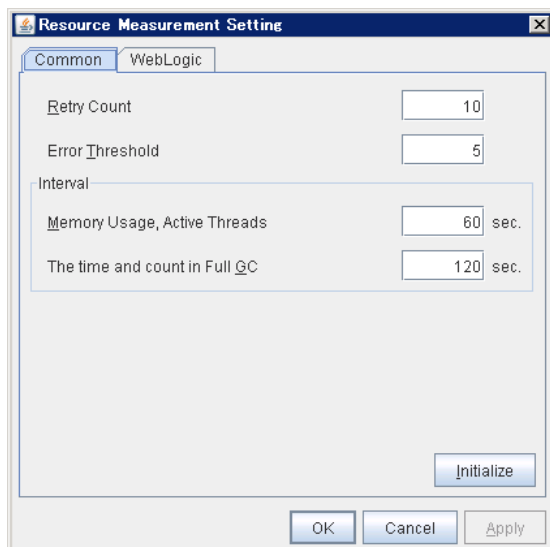 Resource Measurement Setting
Common WebLogic
Retry Count 10
Error Threshold 5
Interval
Memory Usage, Active Threads 60 sec.
The time and count in Full GC 120 sec.
Initialize
OK Cancel Apply